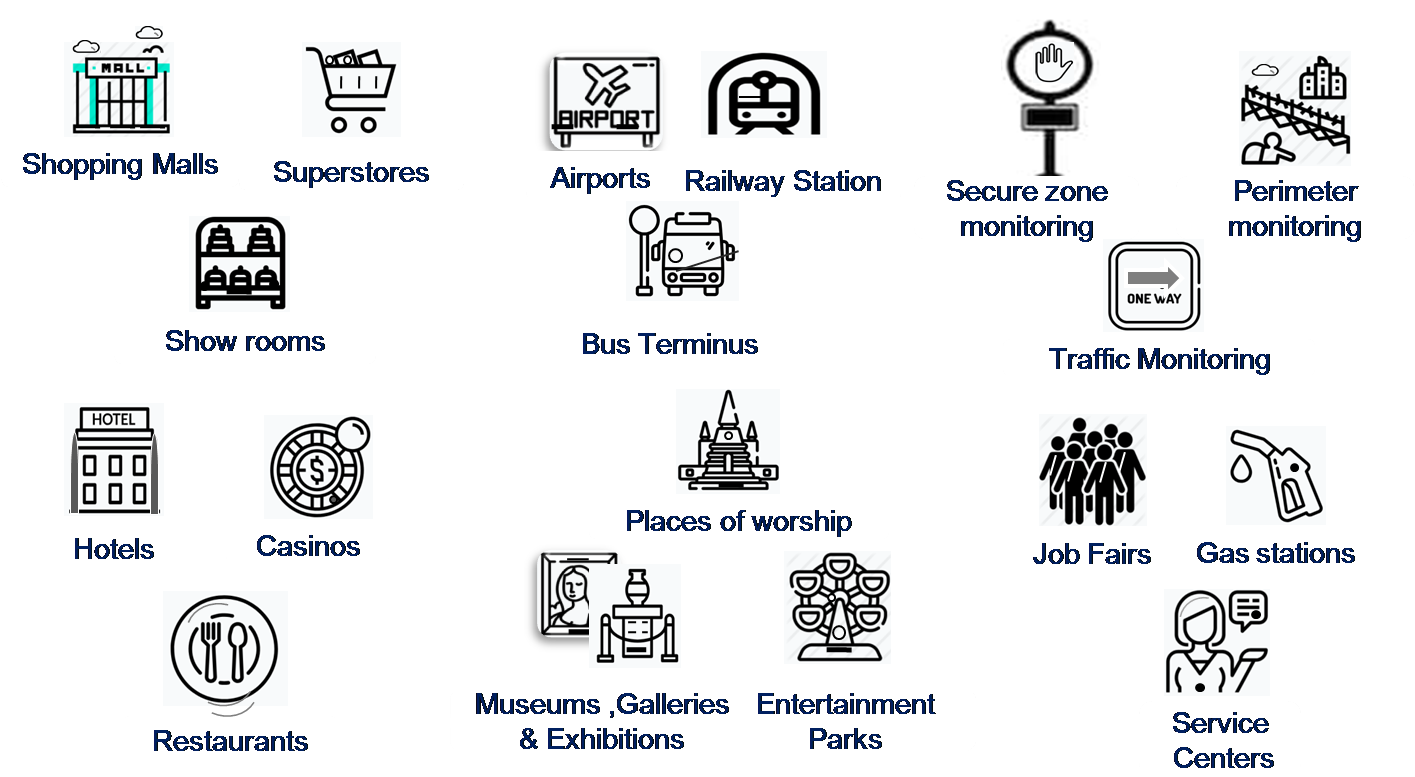 MALL
Shopping Malls
Superstores
AIRPORT
Airports
Railway Station
Secure zone
monitoring
Perimeter
monitoring
Show rooms
Bus Terminus
ONE WAY
Traffic Monitoring
HOTEL
Hotels
$
Casinos
Places of worship
Job Fairs
Gas stations
Restaurants
Museums ,Galleries
& Exhibitions
Entertainment
Parks
Service
Centers